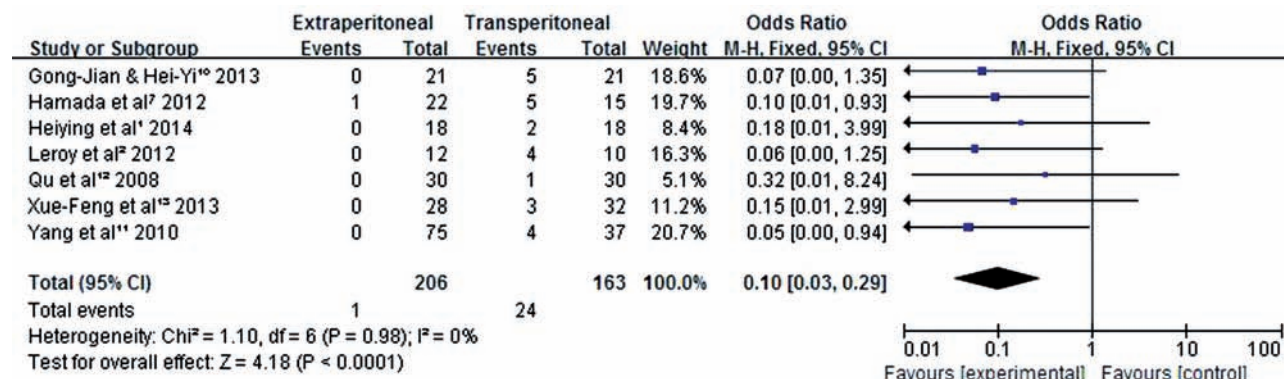 Extraperitoneal Transperitoneal Odds Ratio Odds Ratio
Study or Subgroup Events Total Events Total Weight M-H, Fixed, 95% CI M-H, Fixed, 95% CI
Gong-Jian & Hei-Yi¹⁰ 2013 0 21 5 21 18.6% 0.07 [0.00, 1.35]
Hamada et al⁷ 2012 1 22 5 15 19.7% 0.10 [0.01, 0.93]
Heiying et al¹ 2014 0 18 2 18 8.4% 0.18 [0.01, 3.99]
Leroy et al² 2012 0 12 4 10 16.3% 0.06 [0.00, 1.25]
Qu et al¹² 2008 0 30 1 30 5.1% 0.32 [0.01, 8.24]
Xue-Feng et al¹³ 2013 0 28 3 32 11.2% 0.15 [0.01, 2.99]
Yang et al¹¹ 2010 0 75 4 37 20.7% 0.05 [0.00, 0.94]
Total (95% CI) 206 163 100.0% 0.10 [0.03, 0.29]
Total events 1 24
Heterogeneity: Chi² = 1.10, df = 6 (P = 0.98); I² = 0%
Test for overall effect: Z = 4.18 (P < 0.0001)
0.01 0.1 1 10 100
Favours [experimental] Favours [control]